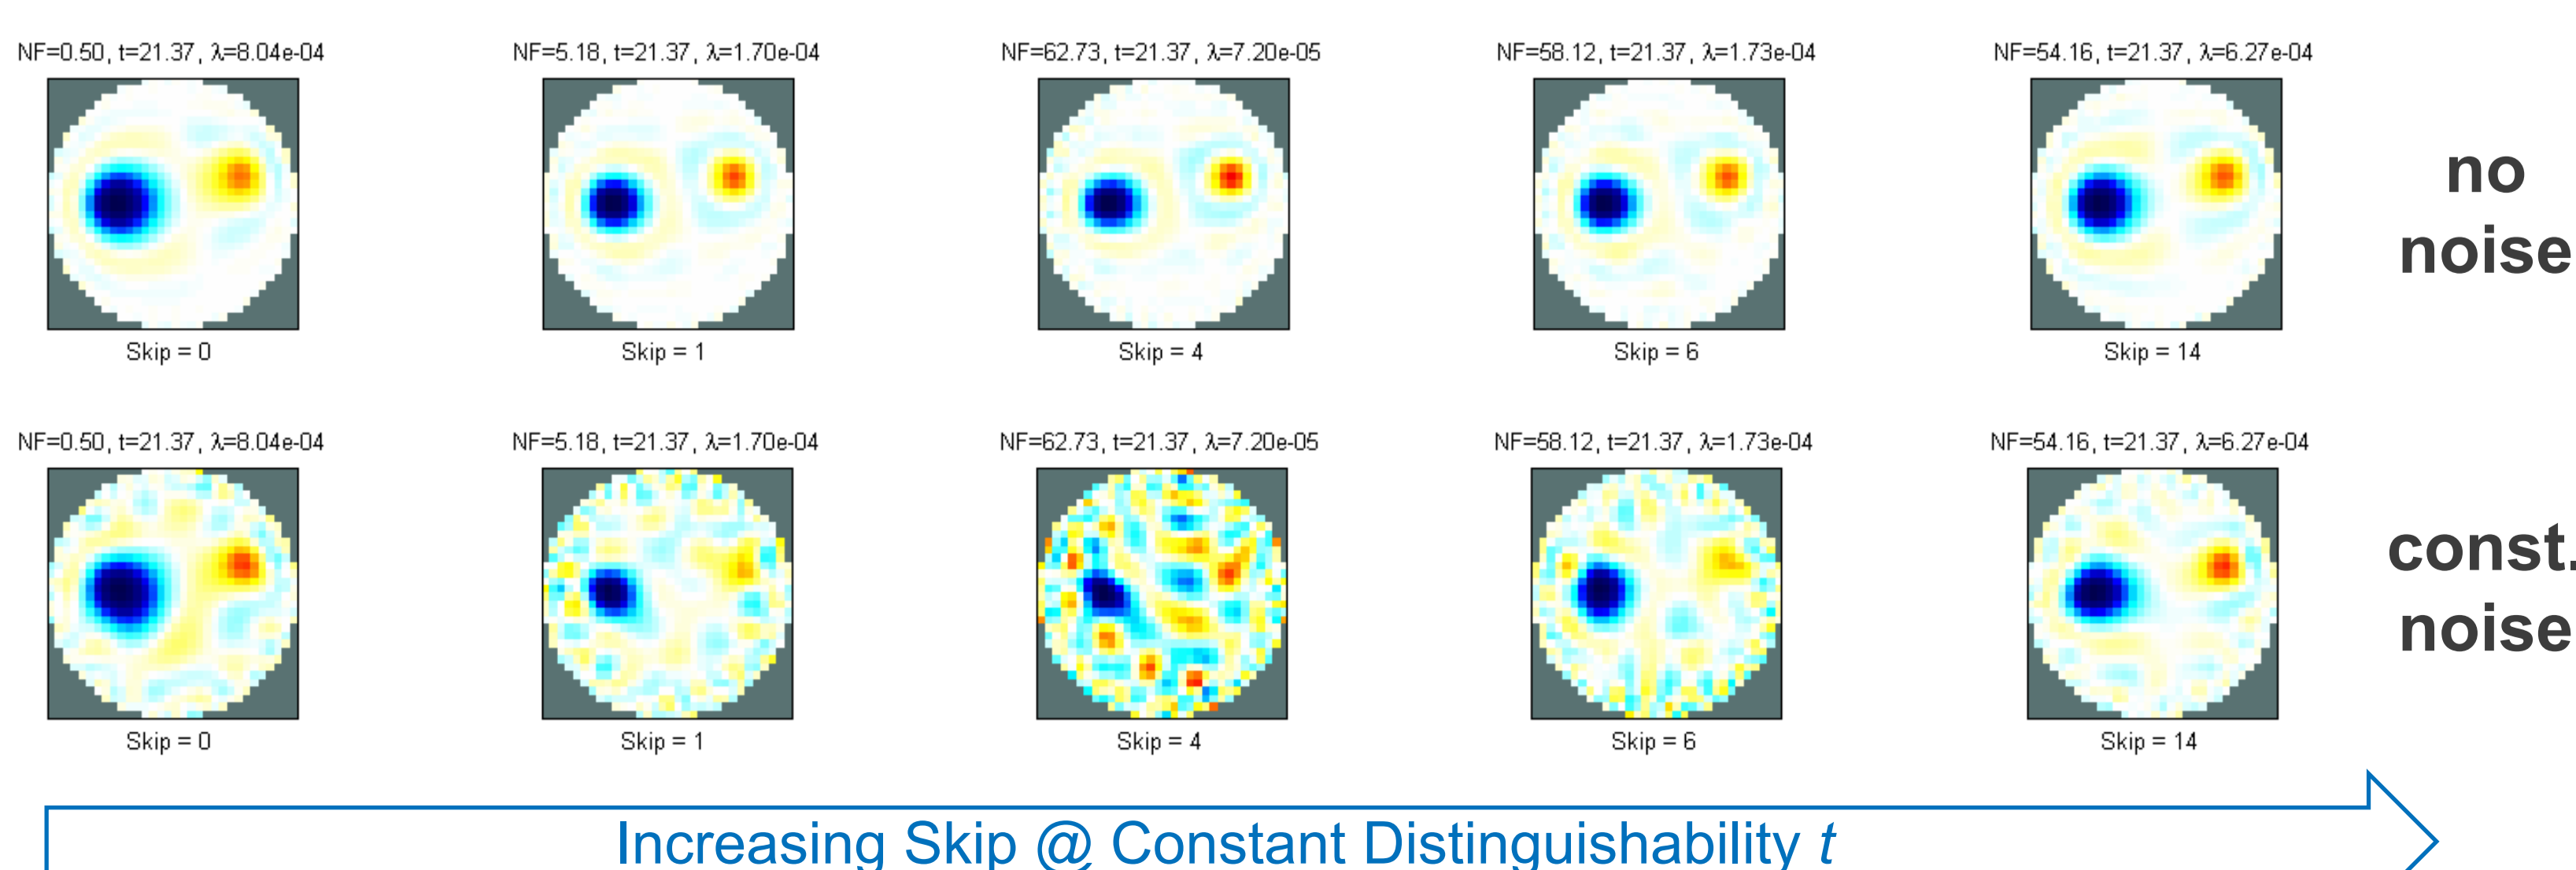 NF=0.50, t=21.37, λ=8.04e-04
NF=5.18, t=21.37, λ=1.70e-04
NF=62.73, t=21.37, λ=7.20e-05
NF=58.12, t=21.37, λ=1.73e-04
NF=54.16, t=21.37, λ=6.27e-04
Skip = 0
Skip = 1
Skip = 4
Skip = 6
Skip = 14
no
noise
NF=0.50, t=21.37, λ=8.04e-04
NF=5.18, t=21.37, λ=1.70e-04
NF=62.73, t=21.37, λ=7.20e-05
NF=58.12, t=21.37, λ=1.73e-04
NF=54.16, t=21.37, λ=6.27e-04
Skip = 0
Skip = 1
Skip = 4
Skip = 6
Skip = 14
const.
noise
Increasing Skip @ Constant Distinguishability t